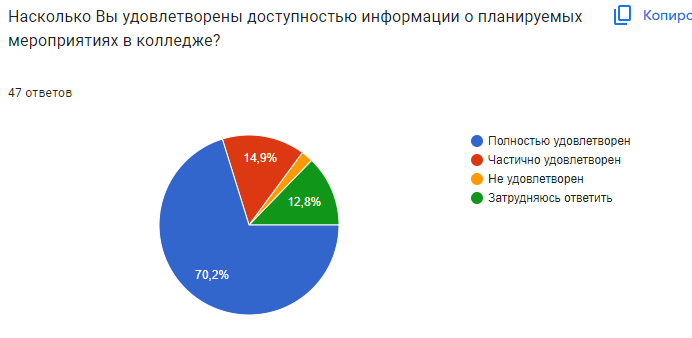 Насколько Вы удовлетворены доступностью информации о планируемых
мероприятиях в колледже?
Копиро
47 ответов
14,9%
12,8%
70,2%
Полностью удовлетворен
Частично удовлетворен
Не удовлетворен
Затрудняюсь ответить